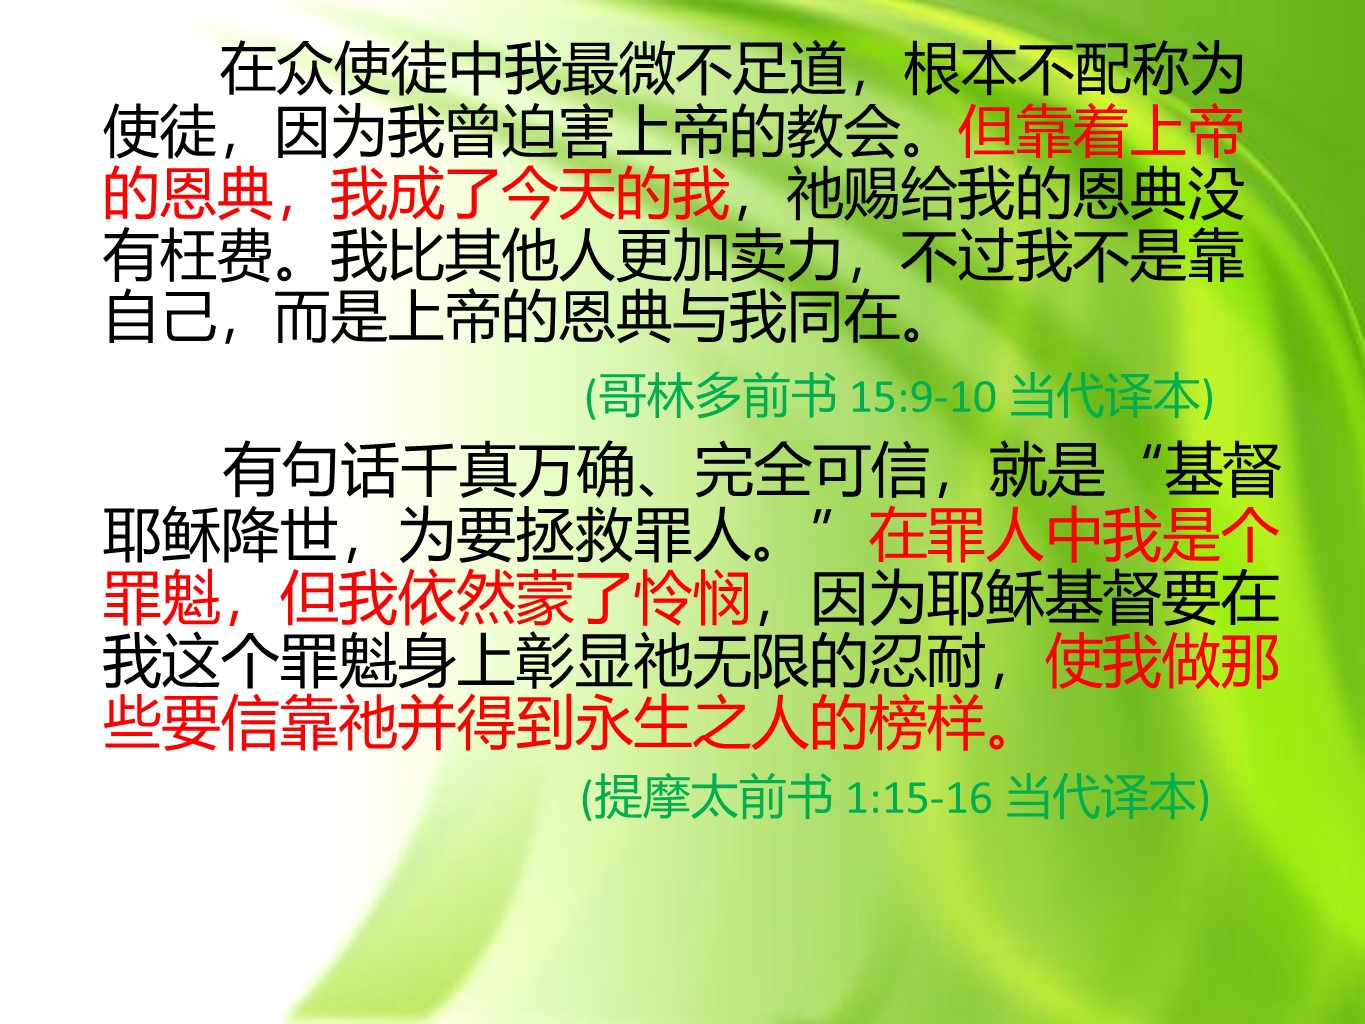 在众使徒中我最微不足道，根本不配称为
使徒，因为我曾迫害上帝的教会。但靠着上帝
的恩典，我成了今天的我，祂赐给我的恩典没
有枉费。我比其他人更加卖力，不过我不是靠
自己，而是上帝的恩典与我同在。
(哥林多前书 15:9-10 当代译本)
有句话千真万确、完全可信，就是“基督
耶稣降世，为要拯救罪人。”在罪人中我是个
罪魁，但我依然蒙了怜悯，因为耶稣基督要在
我这个罪魁身上彰显祂无限的忍耐，使我做那
些要信靠祂并得到永生之人的榜样。
(提摩太前书 1:15-16 当代译本)